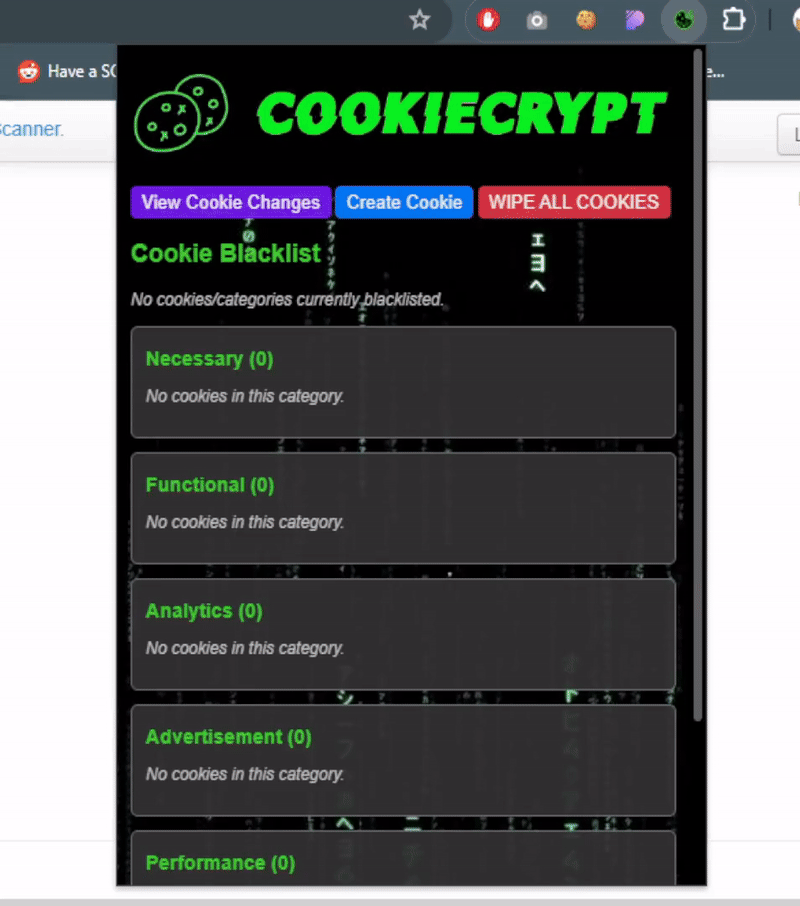 Have a SC
e...
Scanner.
L
COOKIECRYPT
View Cookie Changes Create Cookie WIPE ALL COOKIES
Cookie Blacklist
No cookies/categories currently blacklisted.
Necessary (0)
No cookies in this category.
Functional (0)
No cookies in this category.
Analytics (0)
No cookies in this category.
Advertisement (0)
No cookies in this category.
Performance (0)